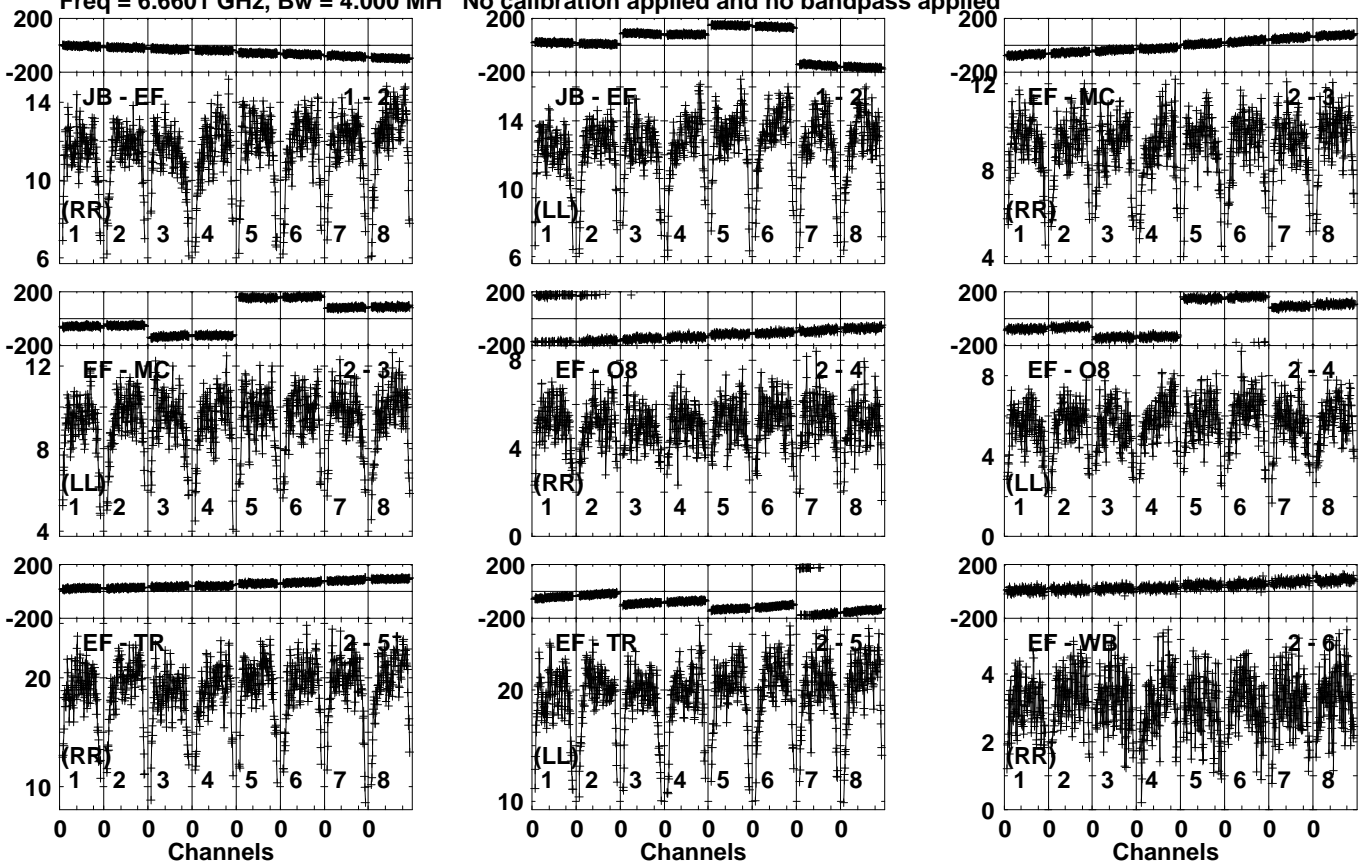 Freq = 6.6601 GHz, Bw = 4.000 MH No calibration applied and no bandpass applied
200 200 200
-200 -200 -200
14 14 12
10 10 8
6 6 4
JB - EF 1 - 2 JB - EF 1 - 2 EF - MC 2 - 3
(RR) (LL) (RR)
1 2 3 4 5 6 7 8 1 2 3 4 5 6 7 8 1 2 3 4 5 6 7 8
200 200 200
-200 -200 -200
12 8 8
8 4 4
4 0 0
EF - MC 2 - 3 EF - O8 2 - 4 EF - O8 2 - 4
(LL) (RR) (LL)
1 2 3 4 5 6 7 8 1 2 3 4 5 6 7 8 1 2 3 4 5 6 7 8
200 200 200
-200 -200 -200
20 20 4
10 10 2
0
EF - TR 2 - 5 EF - TR 2 - 5 EF - WB 2 - 6
(RR) (LL) (RR)
1 2 3 4 5 6 7 8 1 2 3 4 5 6 7 8 1 2 3 4 5 6 7 8
0 0 0 0 0 0 0 0 0 0 0 0 0 0 0 0 0 0 0 0 0 0 0 0
Channels Channels Channels